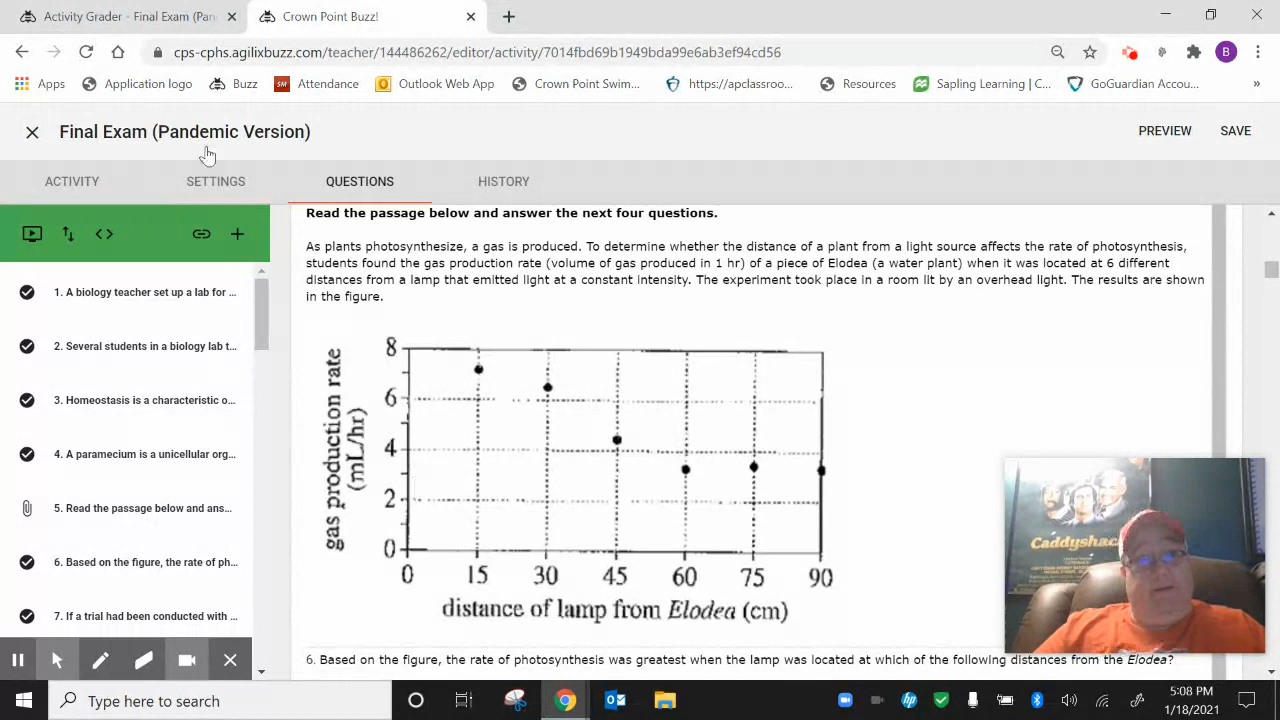 Activity Grader - Final Exam (Pan
Crown Point Buzz!
cps-cphs.agilixbuzz.com/teacher/144486262/editor/activity/7014fbd69b1949bda99e6ab3ef94cd56
B
Apps
Application logo
Buzz
SM
Attendance
Outlook Web App
Crown Point Swim...
https://apclassroo...
Resources
Sapling Learning | C...
GoGuardian Accou...
»
Final Exam (Pandemic Version)
PREVIEW
SAVE
ACTIVITY
SETTINGS
QUESTIONS
HISTORY
1. A biology teacher set up a lab for ...
2. Several students in a biology lab t...
3. Homeostasis is a characteristic o...
4. A paramecium is a unicellular org...
5. Read the passage below and ans...
6. Based on the figure, the rate of ph...
7. If a trial had been conducted with ...
Read the passage below and answer the next four questions.
As plants photosynthesize, a gas is produced. To determine whether the distance of a plant from a light source affects the rate of photosynthesis,
students found the gas production rate (volume of gas produced in 1 hr) of a piece of Elodea (a water plant) when it was located at 6 different
distances from a lamp that emitted light at a constant intensity. The experiment took place in a room lit by an overhead light. The results are shown
in the figure.
gas production rate
(mL/hr)
8
6
4
2
0
0 15 30 45 60 75 90
distance of lamp from Elodea (cm)
6. Based on the figure, the rate of photosynthesis was greatest when the lamp was located at which of the following distances from the Elodea?
Caddyshac
Type here to search
hp
5:08 PM
1/18/2021